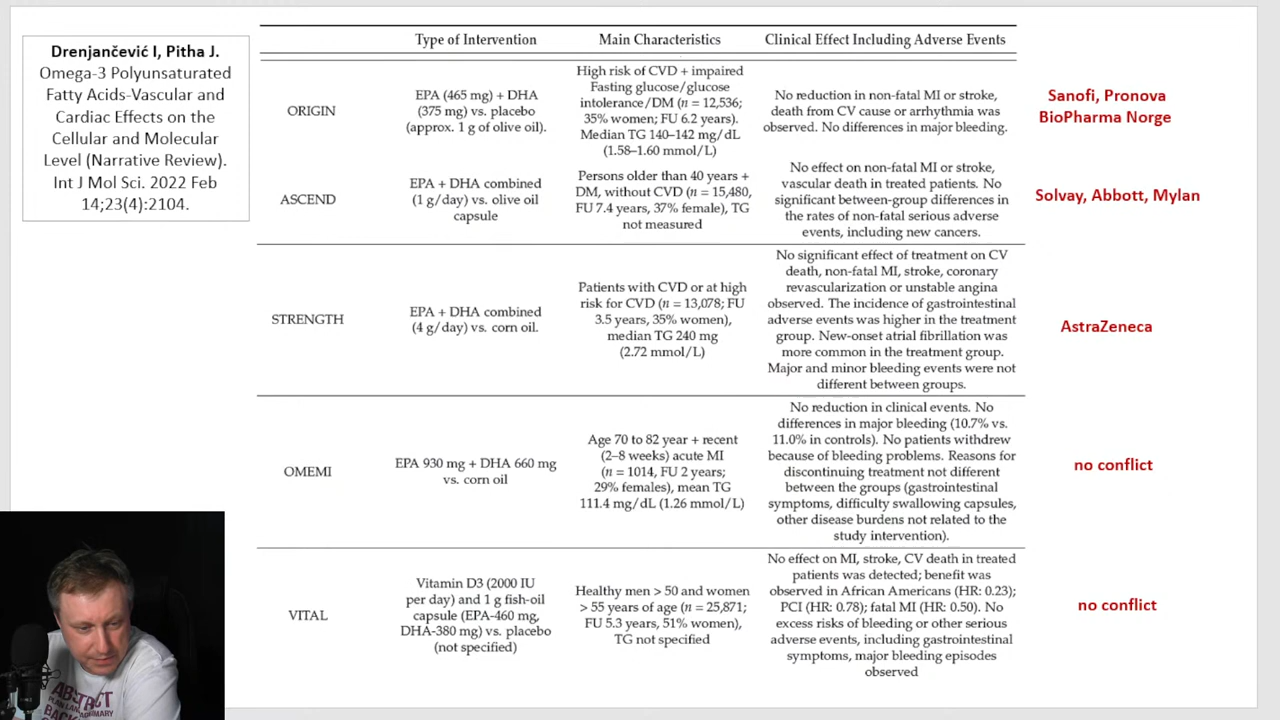 Drenjančević I, Pitha J.
Omega-3 Polyunsaturated
Fatty Acids-Vascular and
Cardiac Effects on the
Cellular and Molecular
Level (Narrative Review).
Int J Mol Sci. 2022 Feb
14;23(4):2104.
Type of Intervention
Main Characteristics
Clinical Effect Including Adverse Events
ORIGIN
EPA (465 mg) + DHA
(375 mg) vs. placebo
(approx. 1 g of olive oil).
High risk of CVD + impaired
Fasting glucose/glucose
intolerance/DM (n = 12,536;
35% women; FU 6.2 years).
Median TG 140–142 mg/dL
(1.58–1.60 mmol/L)
No reduction in non-fatal MI or stroke,
death from CV cause or arrhythmia was
observed. No differences in major bleeding.
Sanofi, Pronova
BioPharma Norge
ASCEND
EPA + DHA combined
(1 g/day) vs. olive oil
capsule
Persons older than 40 years +
DM, without CVD (n = 15,480,
FU 7.4 years, 37% female), TG
not measured
No effect on non-fatal MI or stroke,
vascular death in treated patients. No
significant between-group differences in
the rates of non-fatal serious adverse
events, including new cancers.
Solvay, Abbott, Mylan
STRENGTH
EPA + DHA combined
(4 g/day) vs. corn oil.
Patients with CVD or at high
risk for CVD (n = 13,078; FU
3.5 years, 35% women),
median TG 240 mg
(2.72 mmol/L)
No significant effect of treatment on CV
death, non-fatal MI, stroke, coronary
revascularization or unstable angina
observed. The incidence of gastrointestinal
adverse events was higher in the treatment
group. New-onset atrial fibrillation was
more common in the treatment group.
Major and minor bleeding events were not
different between groups.
AstraZeneca
OMEMI
EPA 930 mg + DHA 660 mg
vs. corn oil
Age 70 to 82 year + recent
(2–8 weeks) acute MI
(n = 1014, FU 2 years;
29% females), mean TG
111.4 mg/dL (1.26 mmol/L)
No reduction in clinical events. No
differences in major bleeding (10.7% vs.
11.0% in controls). No patients withdrew
because of bleeding problems. Reasons for
discontinuing treatment not different
between the groups (gastrointestinal
symptoms, difficulty swallowing capsules,
other disease burdens not related to the
study intervention).
no conflict
VITAL
Vitamin D3 (2000 IU
per day) and 1 g fish-oil
capsule (EPA-460 mg,
DHA-380 mg) vs. placebo
(not specified)
Healthy men > 50 and women
> 55 years of age (n = 25,871;
FU 5.3 years, 51% women),
TG not specified
No effect on MI, stroke, CV death in treated
patients was detected; benefit was
observed in African Americans (HR: 0.23);
PCI (HR: 0.78); fatal MI (HR: 0.50). No
excess risks of bleeding or other serious
adverse events, including gastrointestinal
symptoms, major bleeding episodes
observed
no conflict
ABSTRACT